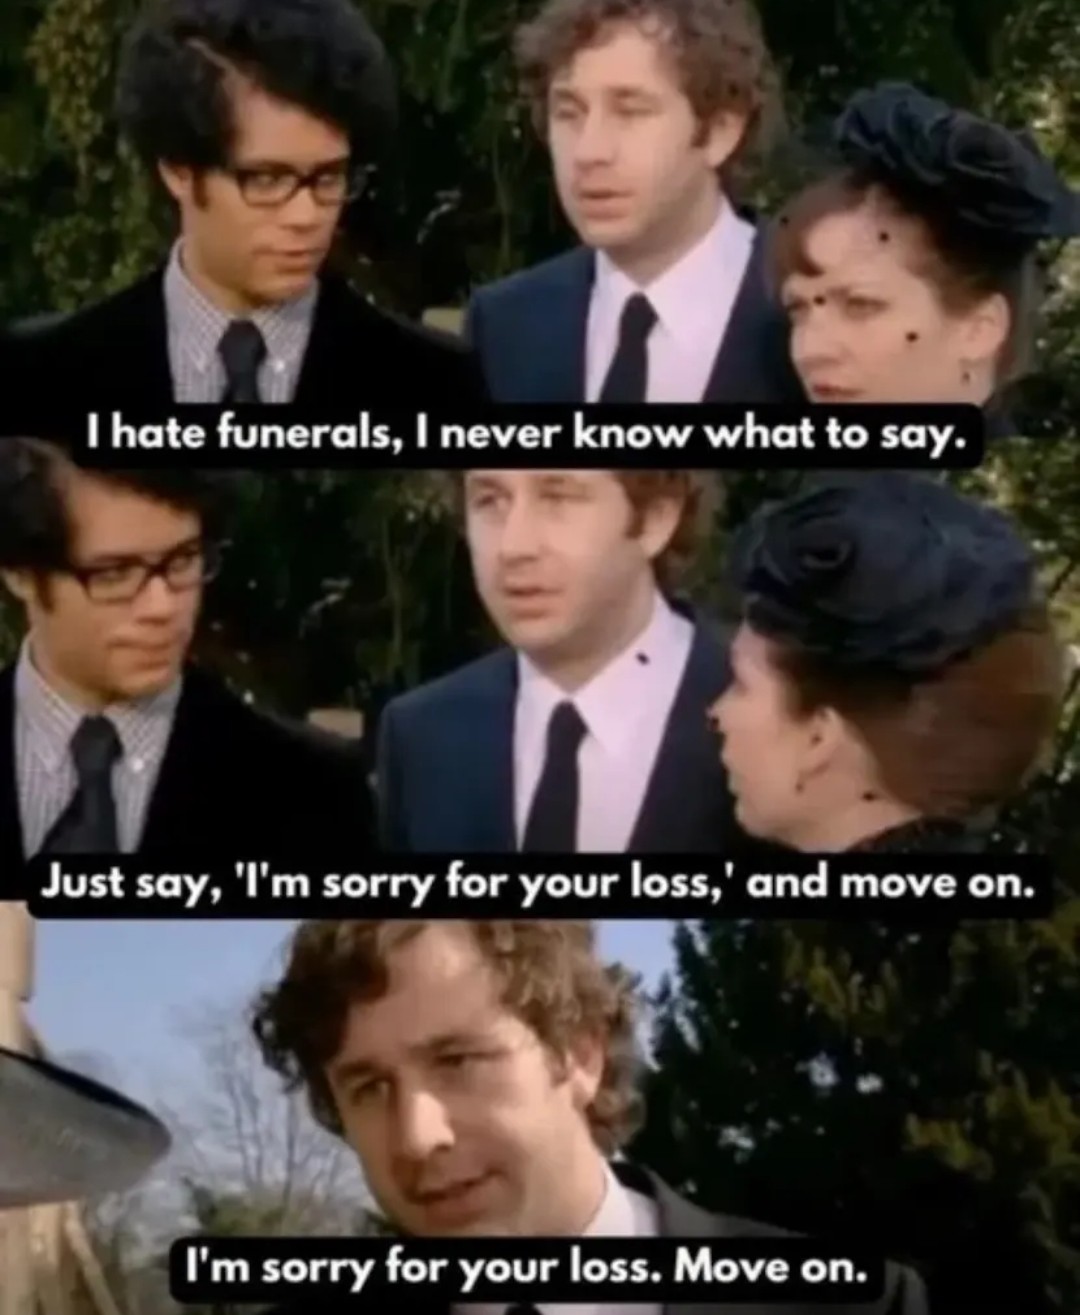 I hate funerals, I never know what to say.
Just say, 'I'm sorry for your loss,' and move on.
I'm sorry for your loss. Move on.